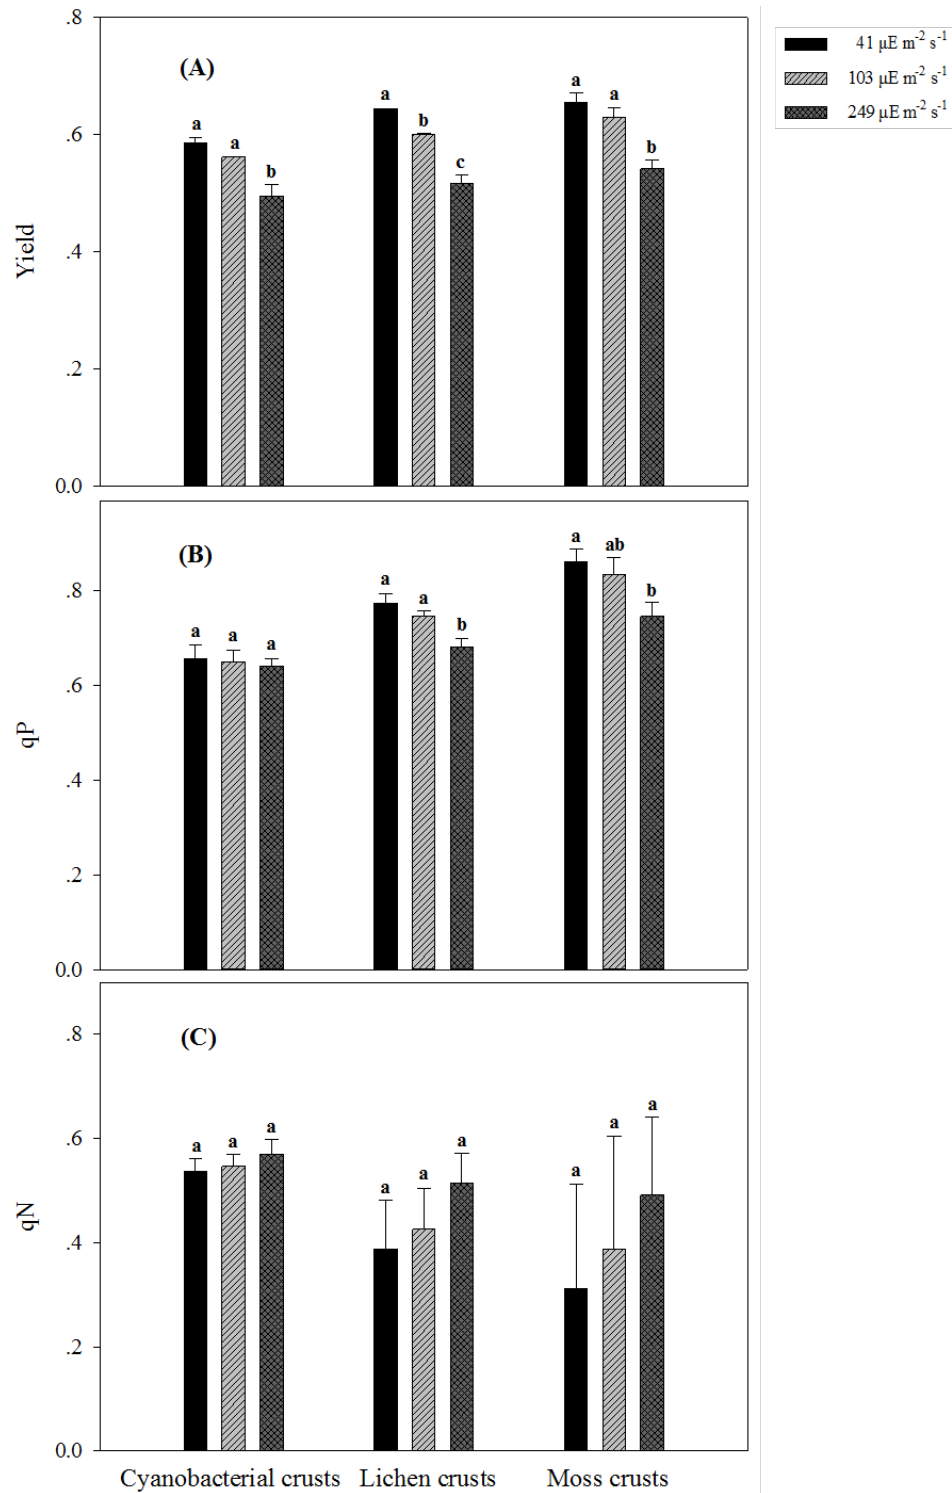 .8
(A)
a
a
b
a
b
c
a
a
b
.6
.4
.2
0.0
Yield
41 µE m⁻² s⁻¹
103 µE m⁻² s⁻¹
249 µE m⁻² s⁻¹
(B)
a
a
a
a
a
b
a
ab
b
.8
.6
.4
.2
0.0
qP
(C)
a
a
a
a
a
a
a
a
a
.8
.6
.4
.2
0.0
qN
Cyanobacterial crusts Lichen crusts Moss crusts